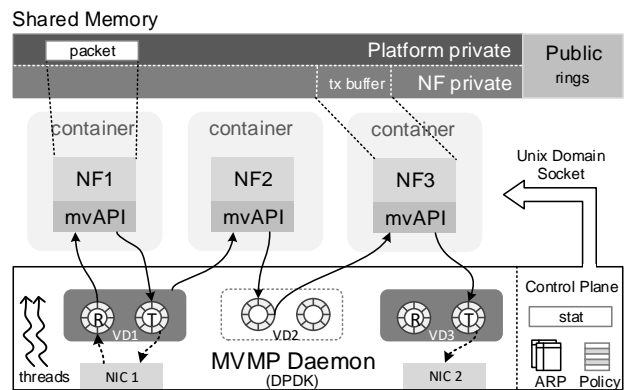 Shared Memory
packet
Platform private
Public
rings
tx buffer
NF private
container
container
container
NF1
NF2
NF3
mvAPI
mvAPI
mvAPI
Unix Domain
Socket
Control Plane
stat
ARP
Policy
threads
R
T
VD1
VD2
R
T
VD3
MVMP Daemon
(DPDK)
NIC 1
NIC 2